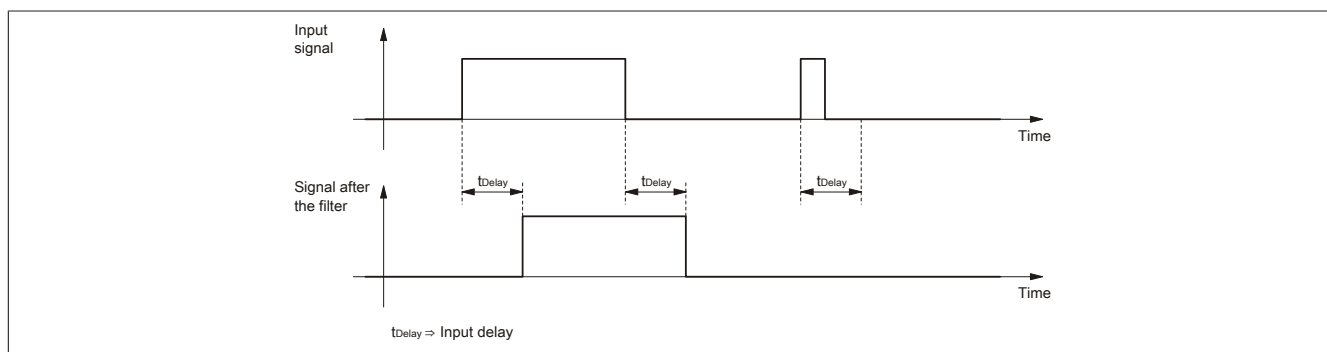 Input
signal
Time
tDelay
tDelay
tDelay
Signal after
the filter
Time
tDelay ⇒ Input delay